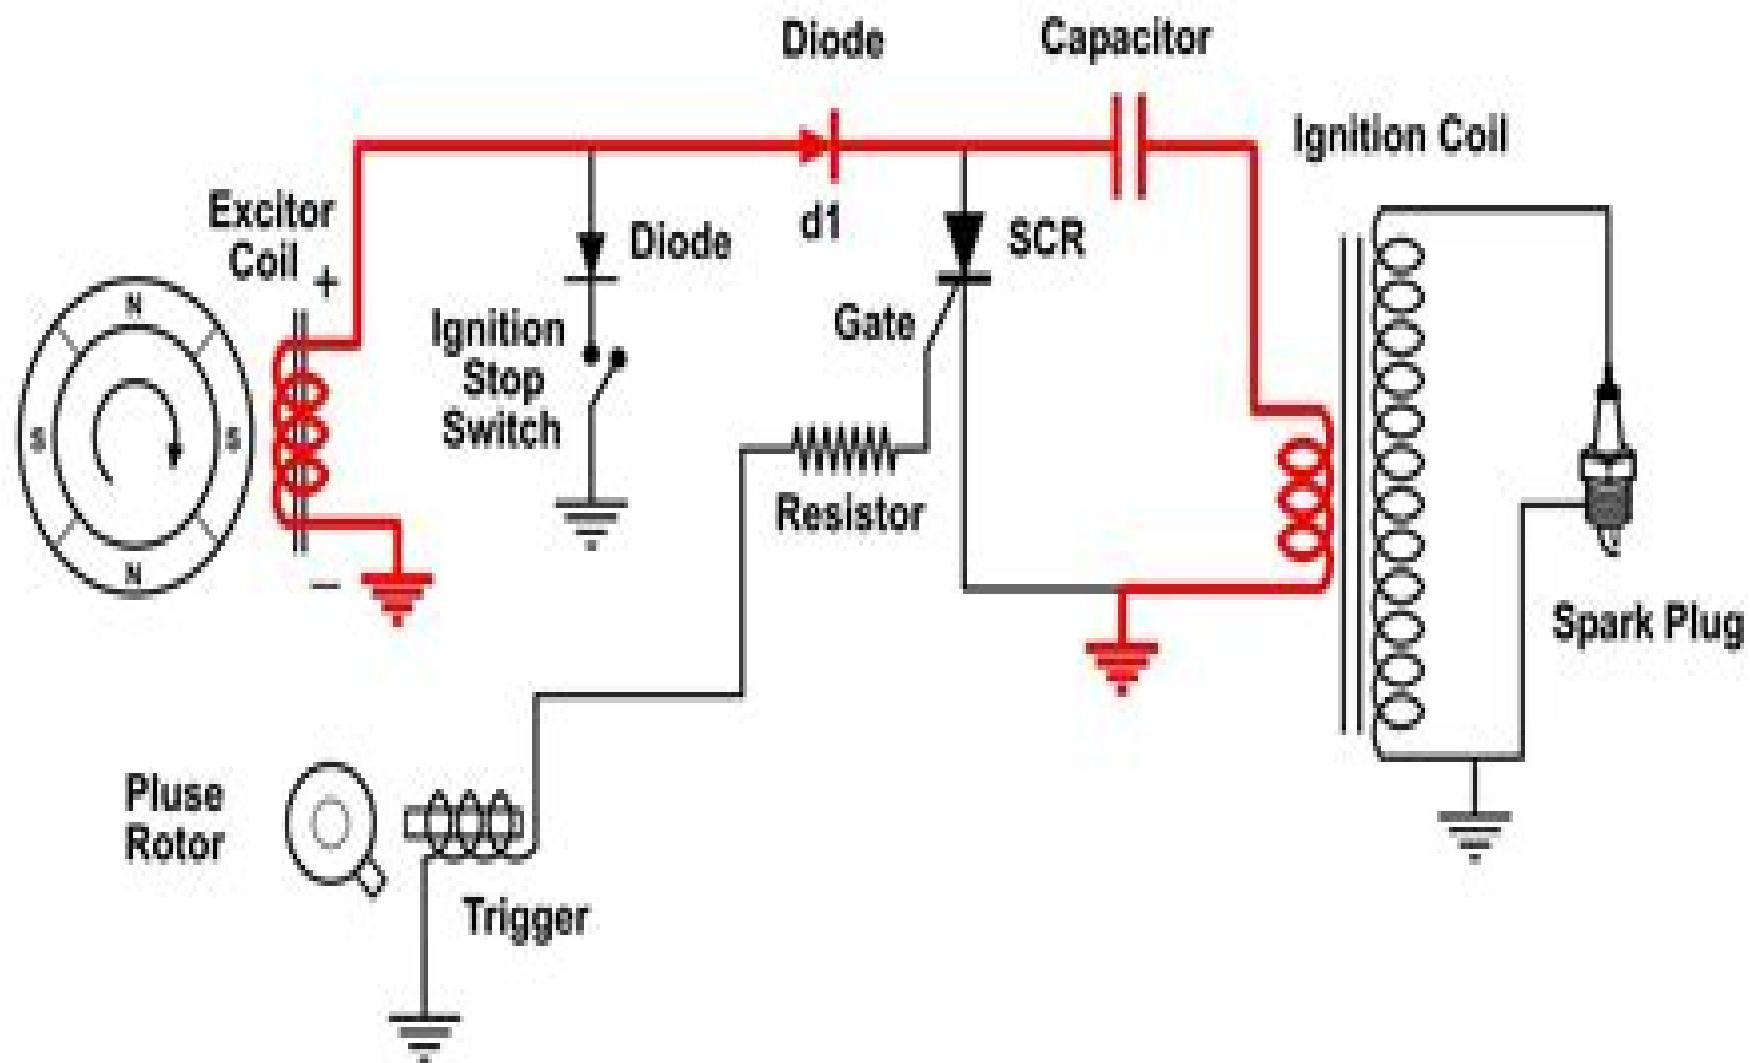 Diode
Capacitor
Ignition Coil
Excitor
Coil
+
Diode
d1
SCR
N
Ignition
Stop
Switch
Gate
S
S
Resistor
N
–
Spark Plug
Pluse
Rotor
Trigger